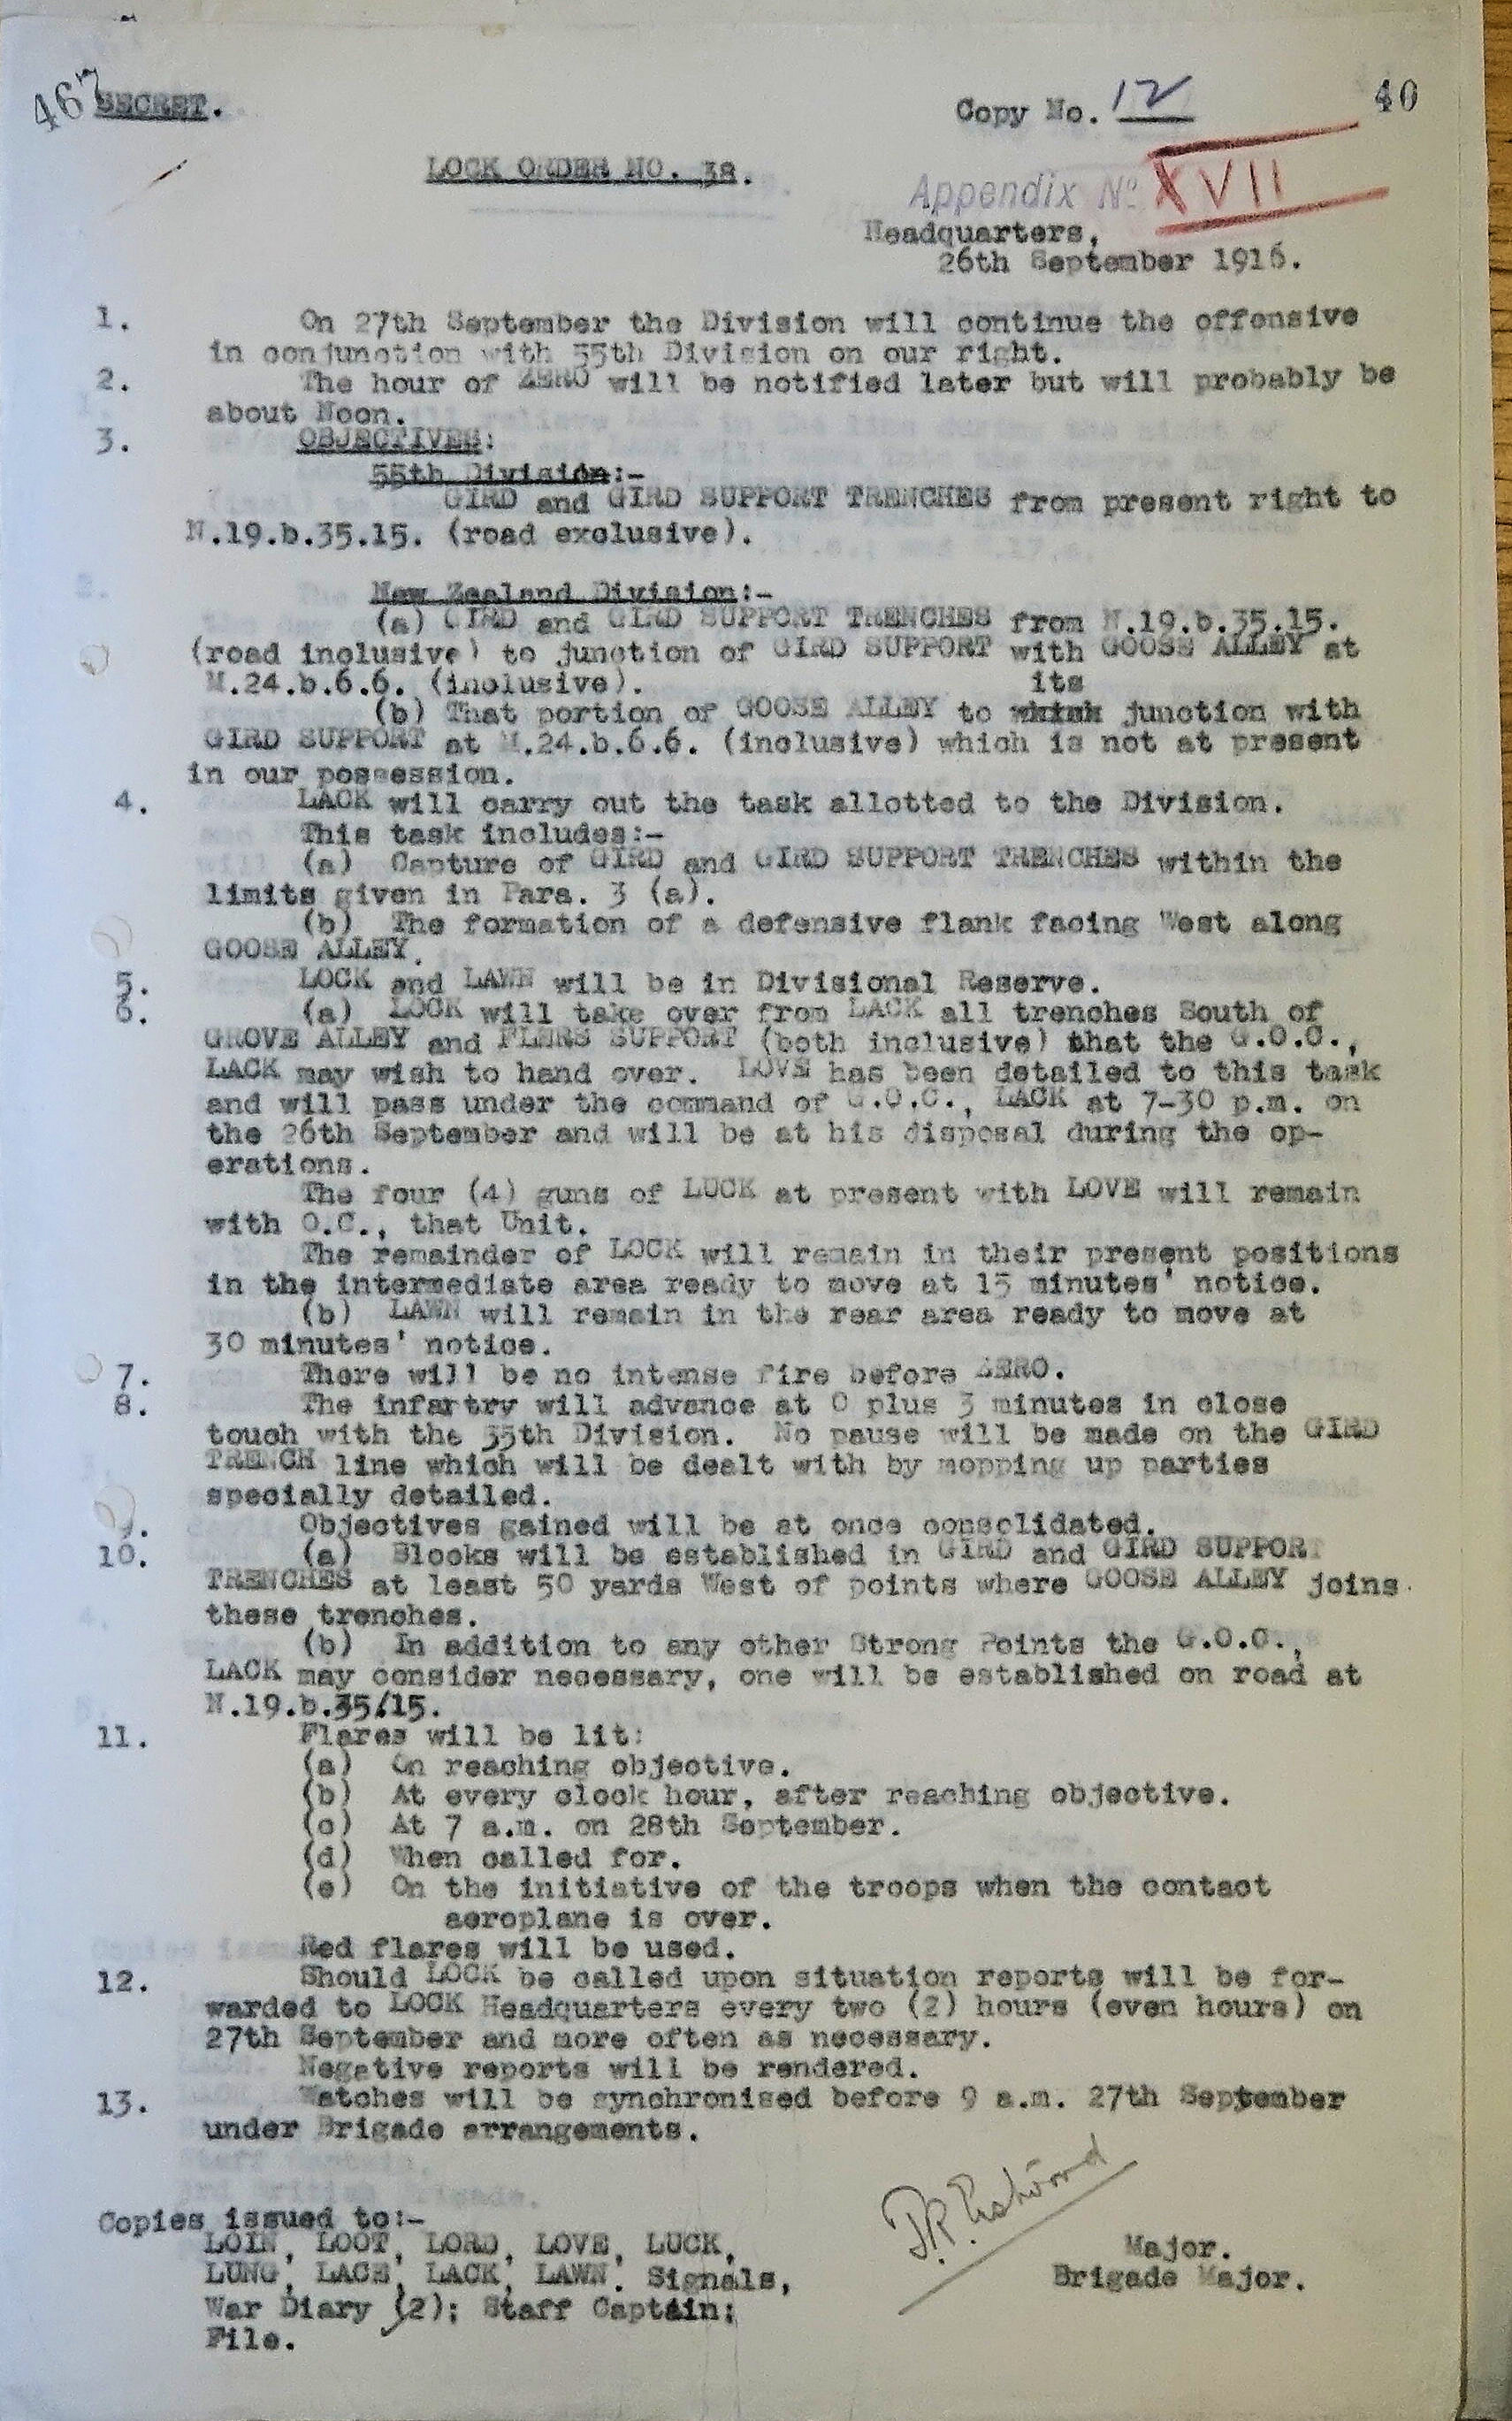 467
SECRET.
Copy No. 12
40
LOCK ORDER NO. 38.
Appendix No XVII
Headquarters,
26th September 1916.
1. On 27th September the Division will continue the offensive
in conjunction with 55th Division on our right.
2. The hour of ZERO will be notified later but will probably be
about Noon.
3. OBJECTIVES:
55th Division:-
GIRD and GIRD SUPPORT TRENCHES from present right to
N.19.b.35.15. (road exclusive).
New Zealand Division:-
(a) GIRD and GIRD SUPPORT TRENCHES from N.19.b.35.15.
(road inclusive) to junction of GIRD SUPPORT with GOOSE ALLEY at
M.24.b.6.6. (inclusive).
its
(b) That portion of GOOSE ALLEY to which junction with
GIRD SUPPORT at M.24.b.6.6. (inclusive) which is not at present
in our possession.
4. LACK will carry out the task allotted to the Division.
This task includes:-
(a) Capture of GIRD and GIRD SUPPORT TRENCHES within the
limits given in Para. 3 (a).
(b) The formation of a defensive flank facing West along
GOOSE ALLEY.
5. LOCK and LAWN will be in Divisional Reserve.
6. (a) LOCK will take over from LACK all trenches South of
GROVE ALLEY and FLERS SUPPORT (both inclusive) that the G.O.C.,
LACK may wish to hand over. LOVE has been detailed to this task
and will pass under the command of G.O.C., LACK at 7-30 p.m. on
the 26th September and will be at his disposal during the op-
erations.
The four (4) guns of LUCK at present with LOVE will remain
with O.C., that Unit.
The remainder of LOCK will remain in their present positions
in the intermediate area ready to move at 15 minutes' notice.
(b) LAWN will remain in the rear area ready to move at
30 minutes' notice.
7. There will be no intense fire before ZERO.
8. The infantry will advance at 0 plus 3 minutes in close
touch with the 55th Division. No pause will be made on the GIRD
TRENCH line which will be dealt with by mopping up parties
specially detailed.
9. Objectives gained will be at once consolidated.
10. (a) Blocks will be established in GIRD and GIRD SUPPORT
TRENCHES at least 50 yards West of points where GOOSE ALLEY joins
these trenches.
(b) In addition to any other Strong Points the G.O.C.,
LACK may consider necessary, one will be established on road at
N.19.b.35/15.
11. Flares will be lit:
(a) On reaching objective.
(b) At every clock hour, after reaching objective.
(c) At 7 a.m. on 28th September.
(d) When called for.
(e) On the initiative of the troops when the contact
aeroplane is over.
Red flares will be used.
12. Should LOCK be called upon situation reports will be for-
warded to LOCK Headquarters every two (2) hours (even hours) on
27th September and more often as necessary.
Negative reports will be rendered.
13. Watches will be synchronised before 9 a.m. 27th September
under Brigade arrangements.
Copies issued to:-
LOIN, LOOT, LORD, LOVE, LUCK,
LUNG, LACE, LACK, LAWN. Signals,
War Diary (2); Staff Captain;
File.
Major.
Brigade Major.